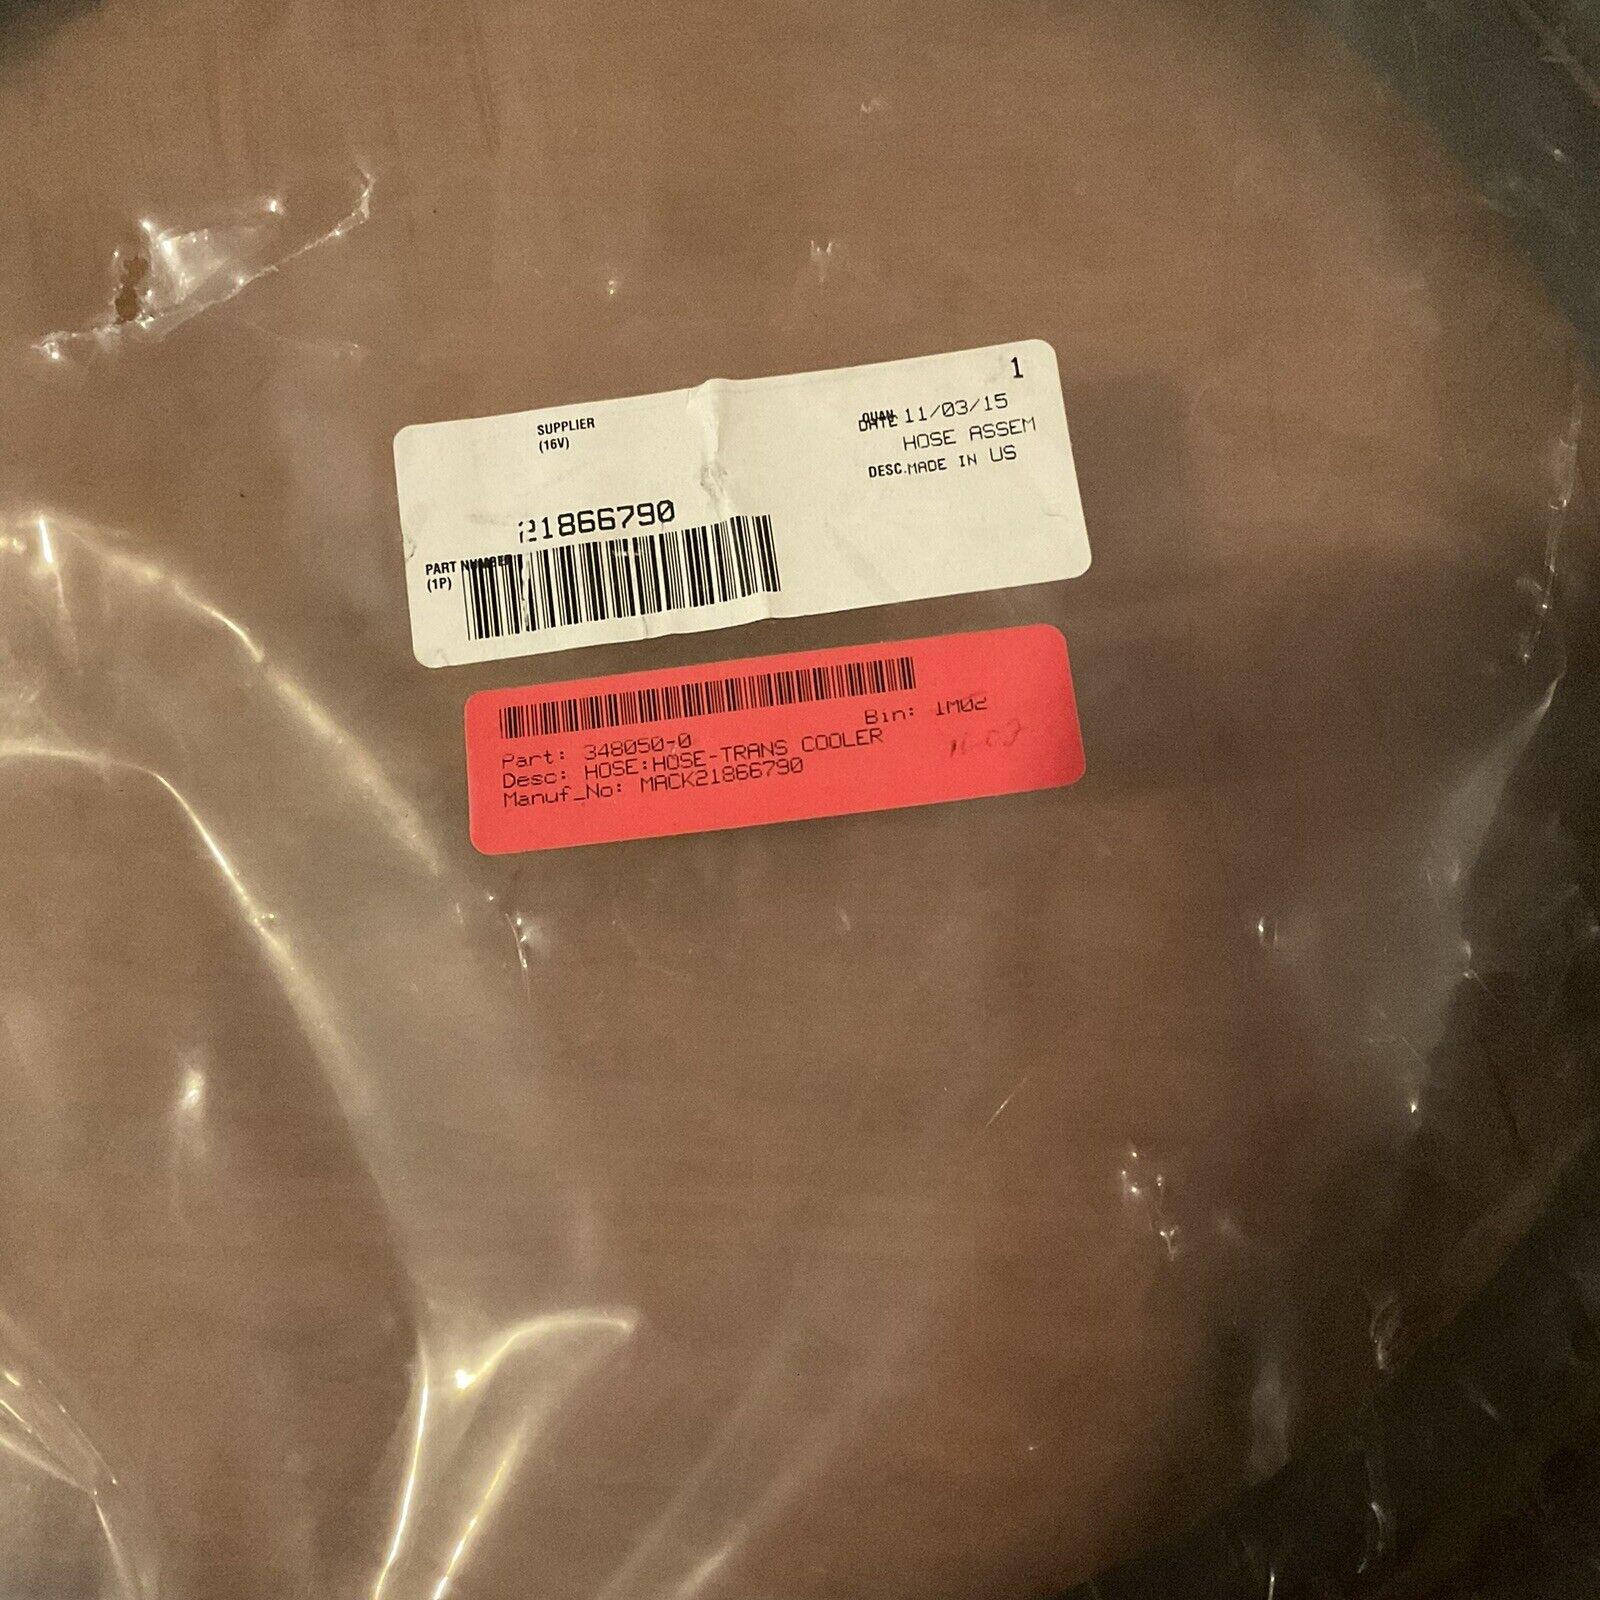 1
SUPPLIER
(16V)
QUAN
DATE 11/03/15
HOSE ASSEM
DESC. MADE IN US
21866790
PART NUMBER
(1P)
Bin: 1M02
Part: 348050-0
Desc: HOSE:HOSE-TRANS COOLER
Manuf_No: MACK21866790